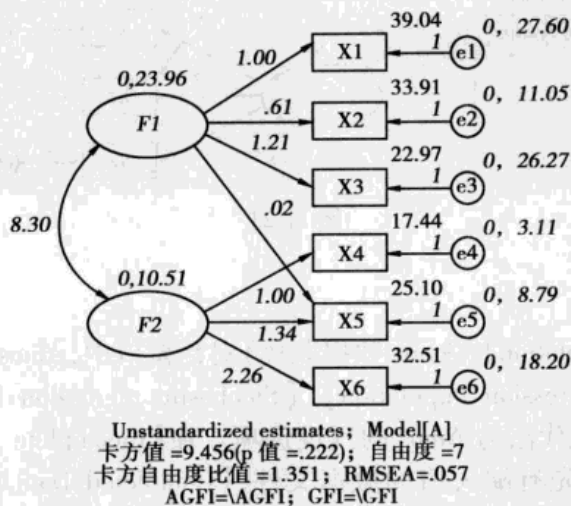 39.04
0, 27.60
1.00
X1
1
e1
0,23.96
33.91
0, 11.05
F1
.61
X2
1
e2
1.21
22.97
0, 26.27
X3
1
e3
.02
8.30
17.44
0, 3.11
X4
1
e4
0,10.51
1.00
25.10
0, 8.79
F2
1.34
X5
1
e5
2.26
32.51
0, 18.20
X6
1
e6
Unstandardized estimates; Model[A]
卡方值=9.456(p 值=.222); 自由度=7
卡方自由度比值=1.351; RMSEA=.057
AGFI=\AGFI; GFI=\GFI